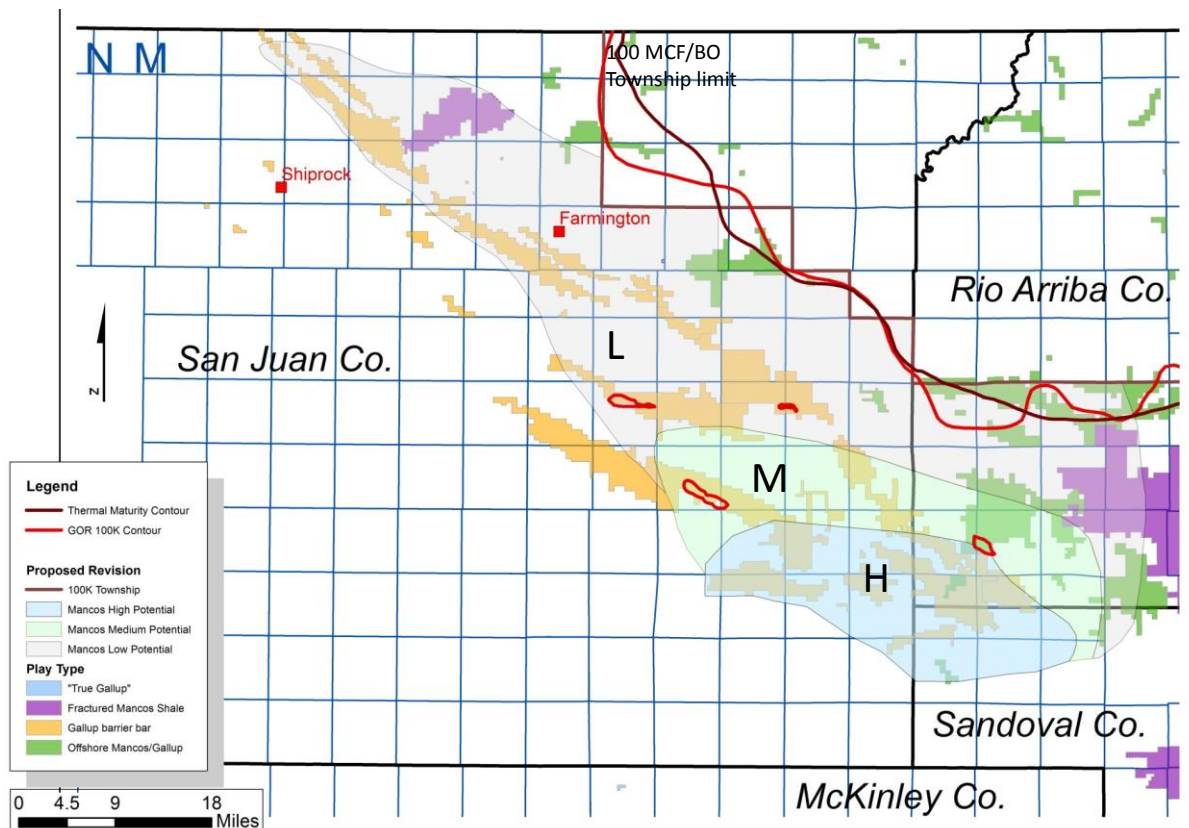 N M
100 MCF/BO
Township limit
Shiprock
Farmington
Rio Arriba Co.
San Juan Co.
L
z
M
H
Legend
Thermal Maturity Contour
GOR 100K Contour
Proposed Revision
100K Township
Mancos High Potential
Mancos Medium Potential
Mancos Low Potential
Play Type
"True Gallup"
Fractured Mancos Shale
Gallup barrier bar
Offshore Mancos/Gallup
Sandoval Co.
McKinley Co.
0 4.5 9 18
Miles